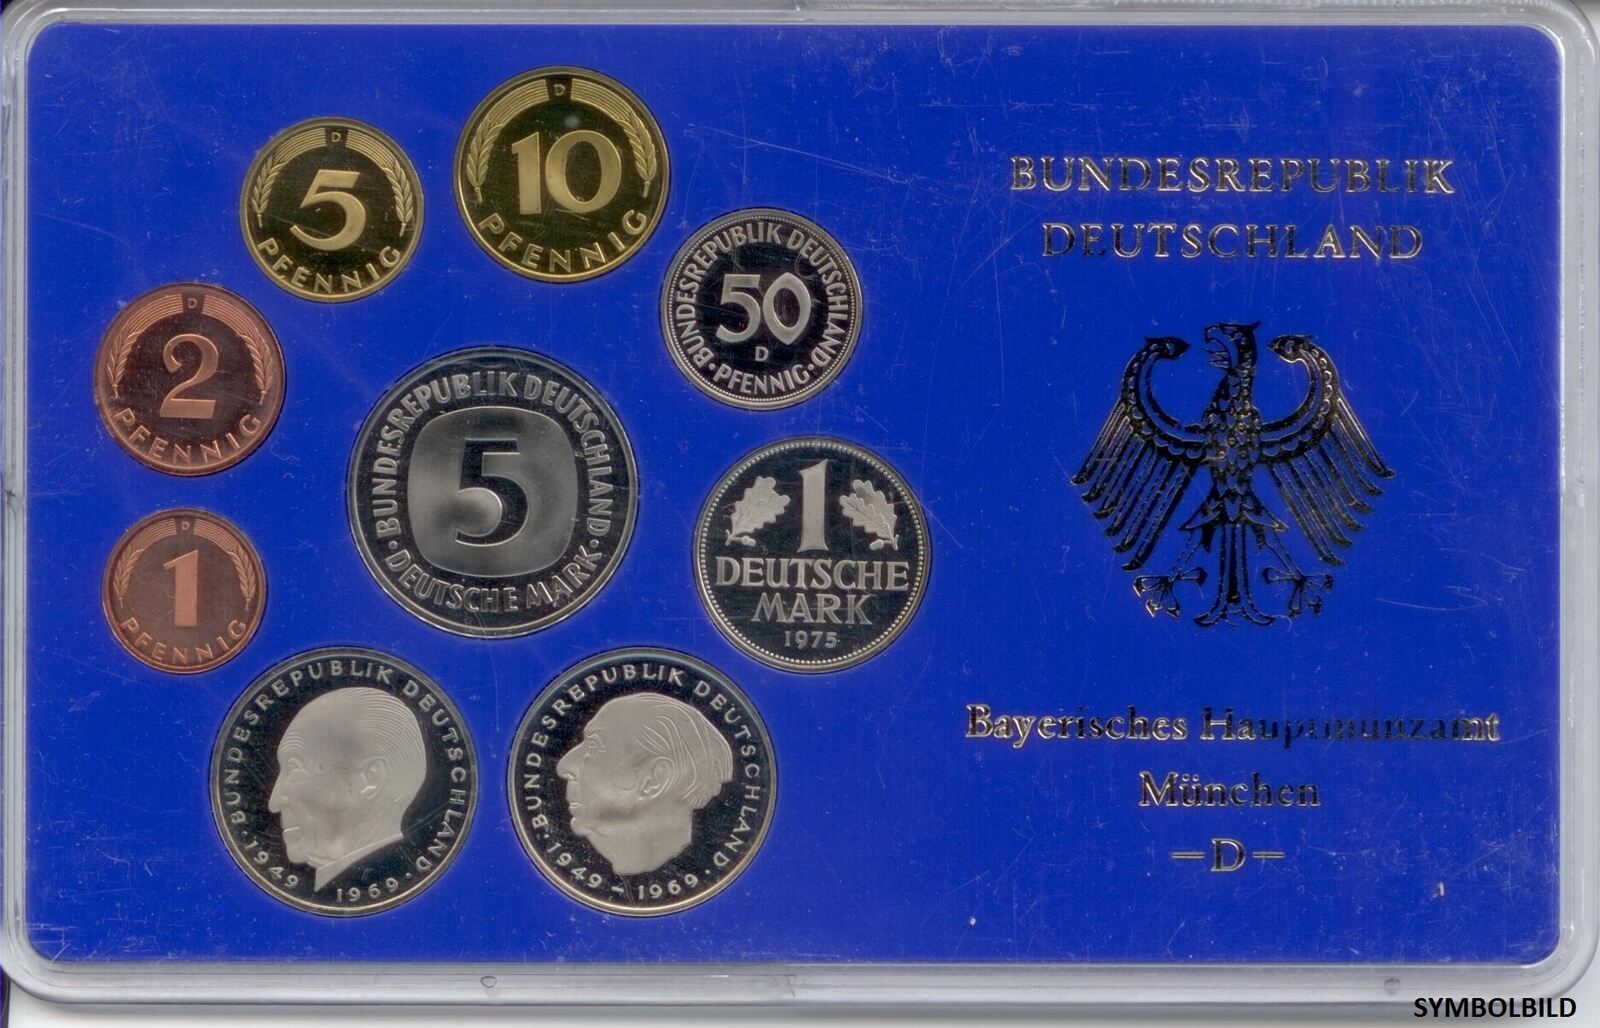 D
5
PFENNIG
D
10
PFENNIG
BUNDESREPUBLIK DEUTSCHLAND
50
D
PFENNIG
D
2
PFENNIG
BUNDESREPUBLIK DEUTSCHLAND
5
DEUTSCHE MARK
1
DEUTSCHE
MARK
1975
D
1
PFENNIG
BUNDESREPUBLIK DEUTSCHLAND
1949 1969
BUNDESREPUBLIK DEUTSCHLAND
1949 – 1969
BUNDESREPUBLIK
DEUTSCHLAND
Bayerisches Hauptmünzamt
München
—D—
SYMBOLBILD